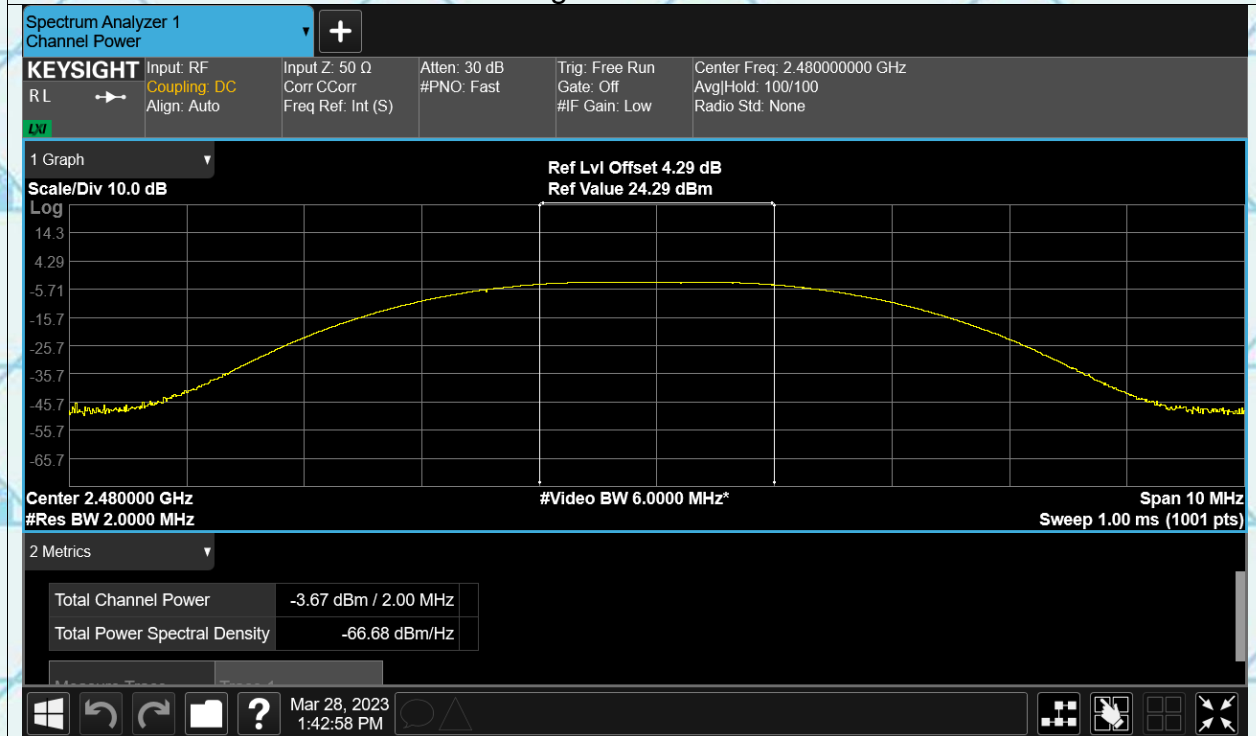 Spectrum Analyzer 1
Channel Power
KEYSIGHT
R L
LXI
Input: RF
Coupling: DC
Align: Auto
Input Z: 50 Ω
Corr CCorr
Freq Ref: Int (S)
Atten: 30 dB
#PNO: Fast
Trig: Free Run
Gate: Off
#IF Gain: Low
Center Freq: 2.480000000 GHz
Avg|Hold: 100/100
Radio Std: None
1 Graph
Scale/Div 10.0 dB
Ref Lvl Offset 4.29 dB
Ref Value 24.29 dBm
Log
14.3
4.29
-5.71
-15.7
-25.7
-35.7
-45.7
-55.7
-65.7
Center 2.480000 GHz
#Video BW 6.0000 MHz*
Span 10 MHz
#Res BW 2.0000 MHz
Sweep 1.00 ms (1001 pts)
2 Metrics
Total Channel Power -3.67 dBm / 2.00 MHz
Total Power Spectral Density -66.68 dBm/Hz
?
Mar 28, 2023
1:42:58 PM